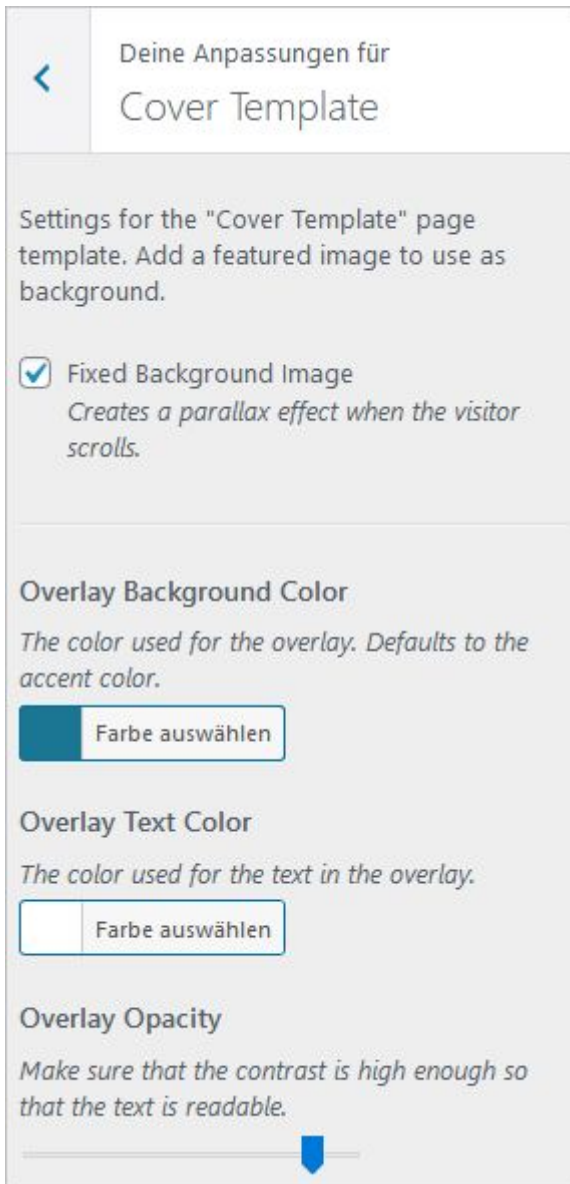 Deine Anpassungen für
Cover Template
Settings for the "Cover Template" page
template. Add a featured image to use as
background.
Fixed Background Image
Creates a parallax effect when the visitor
scrolls.
Overlay Background Color
The color used for the overlay. Defaults to the
accent color.
Farbe auswählen
Overlay Text Color
The color used for the text in the overlay.
Farbe auswählen
Overlay Opacity
Make sure that the contrast is high enough so
that the text is readable.